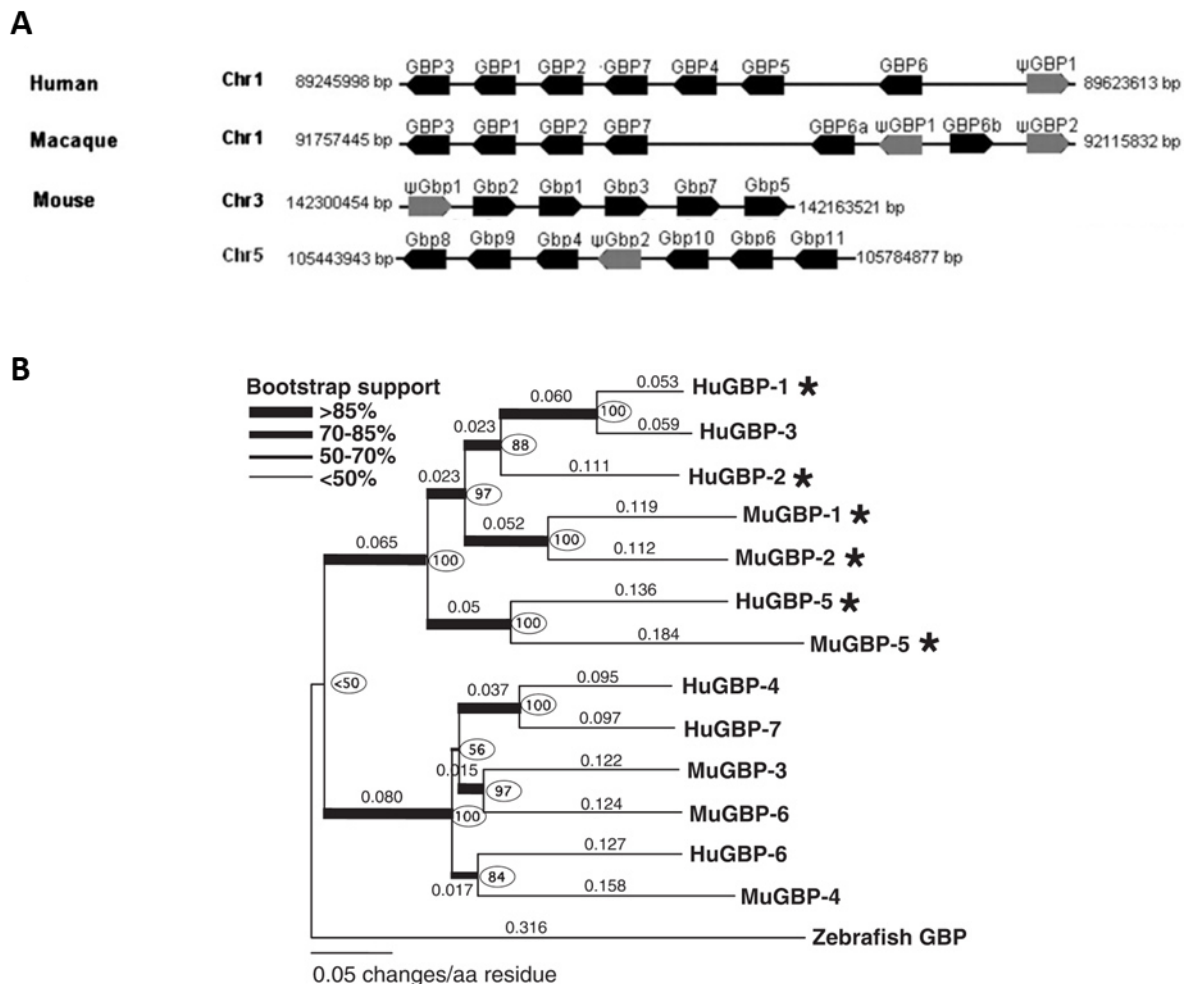 A
GBP3 GBP1 GBP2 GBP7 GBP4 GBP5 GBP6 ψGBP1
Human Chr1 89245998 bp 89623613 bp
GBP3 GBP1 GBP2 GBP7 GBP6a ψGBP1 GBP6b ψGBP2
Macaque Chr1 91757445 bp 92115832 bp
ψGbp1 Gbp2 Gbp1 Gbp3 Gbp7 Gbp5
Mouse Chr3 142300454 bp 142163521 bp
Gbp8 Gbp9 Gbp4 ψGbp2 Gbp10 Gbp6 Gbp11
Chr5 105443943 bp 105784877 bp
B
Bootstrap support
>85%
70-85%
50-70%
<50%
0.053 HuGBP-1 *
0.060
100
0.059 HuGBP-3
0.023
88
0.111 HuGBP-2 *
0.023
97
0.119 MuGBP-1 *
0.052
100
0.112 MuGBP-2 *
0.065
100
0.136 HuGBP-5 *
0.05
100
0.184 MuGBP-5 *
<50
0.095 HuGBP-4
0.037
100
0.097 HuGBP-7
56
0.015
0.122 MuGBP-3
97
0.124 MuGBP-6
0.080
100
0.127 HuGBP-6
84
0.017
0.158 MuGBP-4
0.316 Zebrafish GBP
0.05 changes/aa residue